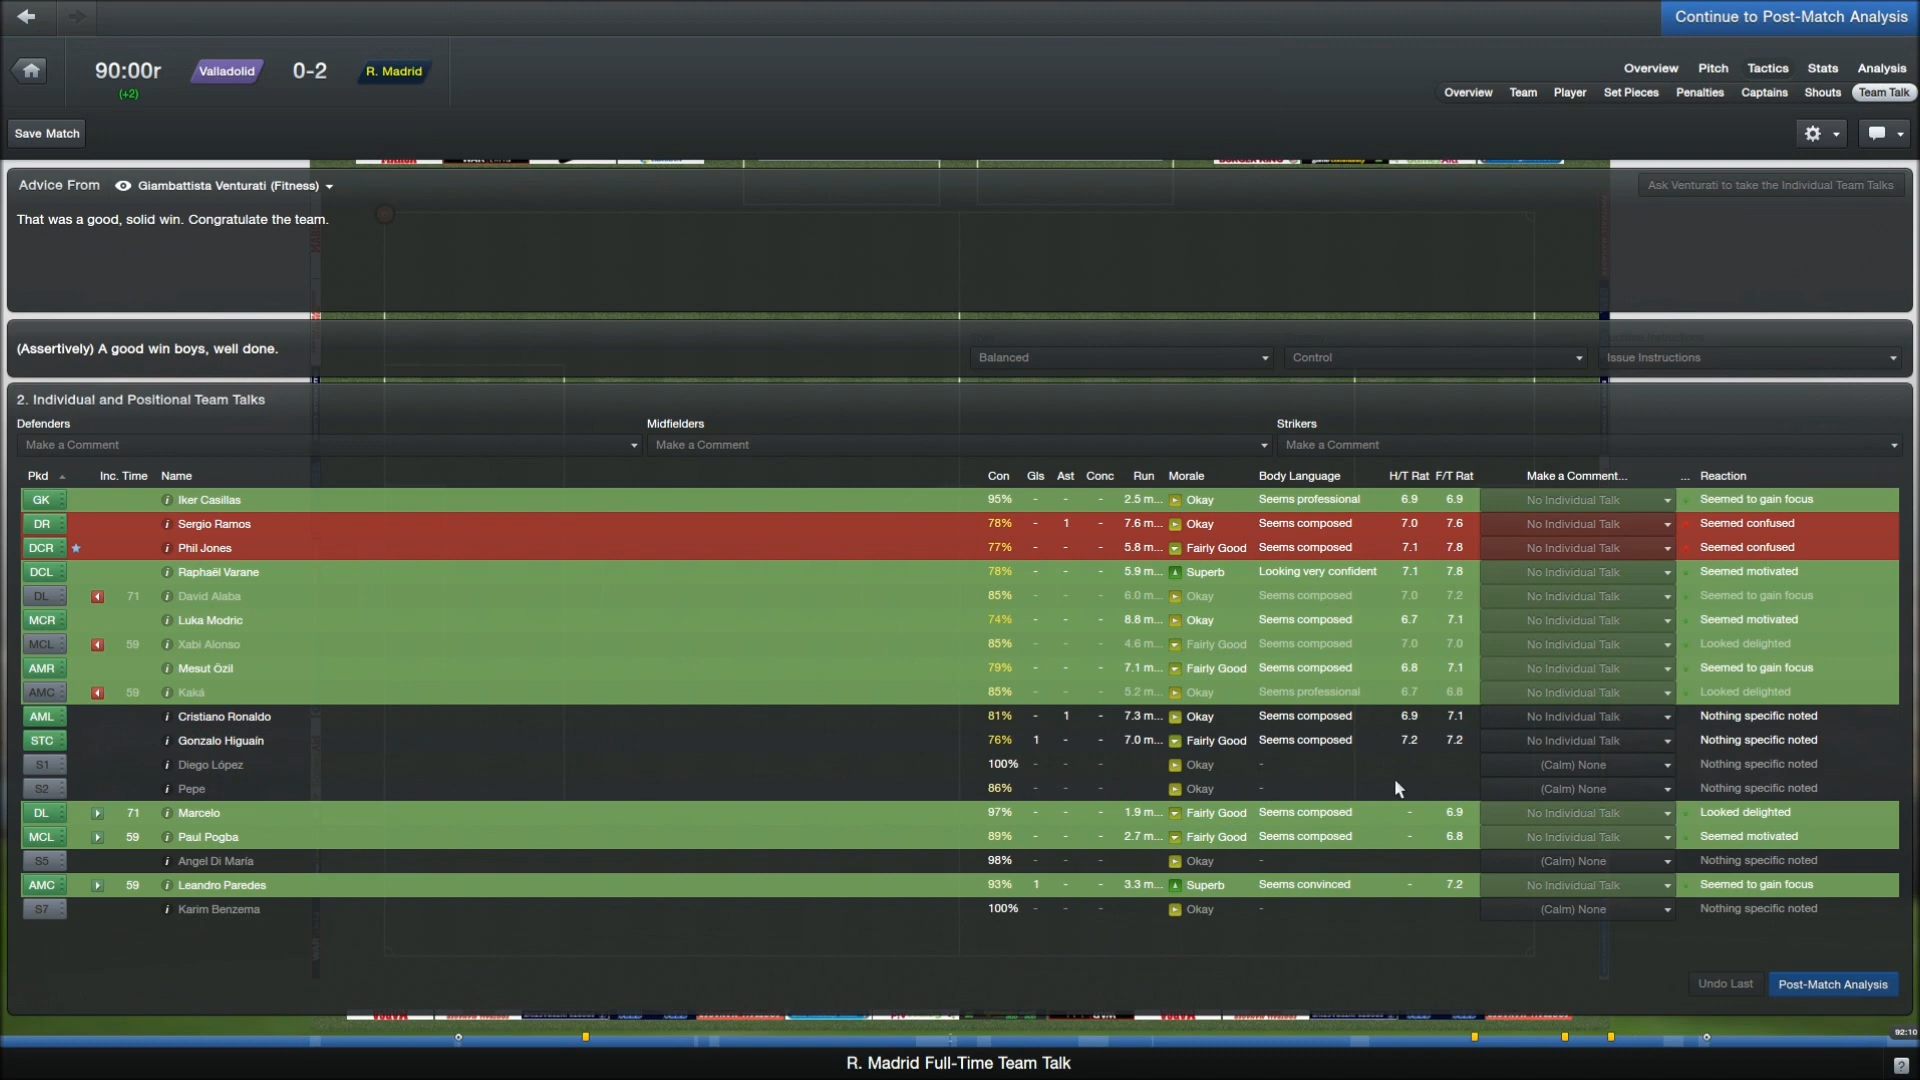 Continue to Post-Match Analysis
90:00r Valladolid 0-2 R. Madrid
(+2)
Overview Pitch Tactics Stats Analysis
Overview Team Player Set Pieces Penalties Captains Shouts Team Talk
Save Match
Advice From Giambattista Venturati (Fitness) Ask Venturati to take the Individual Team Talks
That was a good, solid win. Congratulate the team.
(Assertively) A good win boys, well done. Balanced Control Issue Instructions
2. Individual and Positional Team Talks
Defenders Midfielders Strikers
Make a Comment Make a Comment Make a Comment
Pkd Inc. Time Name Con Gls Ast Conc Run Morale Body Language H/T Rat F/T Rat Make a Comment... ... Reaction
GK i Iker Casillas 95% - - - 2.5 m... Okay Seems professional 6.9 6.9 No Individual Talk Seemed to gain focus
DR i Sergio Ramos 78% - 1 - 7.6 m... Okay Seems composed 7.0 7.6 No Individual Talk Seemed confused
DCR i Phil Jones 77% - - - 5.8 m... Fairly Good Seems composed 7.1 7.8 No Individual Talk Seemed confused
DCL i Raphaël Varane 78% - - - 5.9 m... Superb Looking very confident 7.1 7.8 No Individual Talk Seemed motivated
DL 71 i David Alaba 85% - - - 6.0 m... Okay Seems composed 7.0 7.2 No Individual Talk Seemed to gain focus
MCR i Luka Modric 74% - - - 8.8 m... Okay Seems composed 6.7 7.1 No Individual Talk Seemed motivated
MCL 59 i Xabi Alonso 85% - - - 4.6 m... Fairly Good Seems composed 7.0 7.0 No Individual Talk Looked delighted
AMR i Mesut Özil 79% - - - 7.1 m... Fairly Good Seems composed 6.8 7.1 No Individual Talk Seemed to gain focus
AMC 59 i Kaká 85% - - - 5.2 m... Okay Seems professional 6.7 6.8 No Individual Talk Looked delighted
AML i Cristiano Ronaldo 81% - 1 - 7.3 m... Okay Seems composed 6.9 7.1 No Individual Talk Nothing specific noted
STC i Gonzalo Higuaín 76% 1 - - 7.0 m... Fairly Good Seems composed 7.2 7.2 No Individual Talk Nothing specific noted
S1 i Diego López 100% - - - Okay - (Calm) None Nothing specific noted
S2 i Pepe 86% - - - Okay - (Calm) None Nothing specific noted
DL 71 i Marcelo 97% - - - 1.9 m... Fairly Good Seems composed - 6.9 No Individual Talk Looked delighted
MCL 59 i Paul Pogba 89% - - - 2.7 m... Fairly Good Seems composed - 6.8 No Individual Talk Seemed motivated
S5 i Angel Di María 98% - - - Okay - (Calm) None Nothing specific noted
AMC 59 i Leandro Paredes 93% 1 - - 3.3 m... Superb Seems convinced - 7.2 No Individual Talk Seemed to gain focus
S7 i Karim Benzema 100% - - - Okay - (Calm) None Nothing specific noted
Undo Last Post-Match Analysis
92:10
R. Madrid Full-Time Team Talk ?